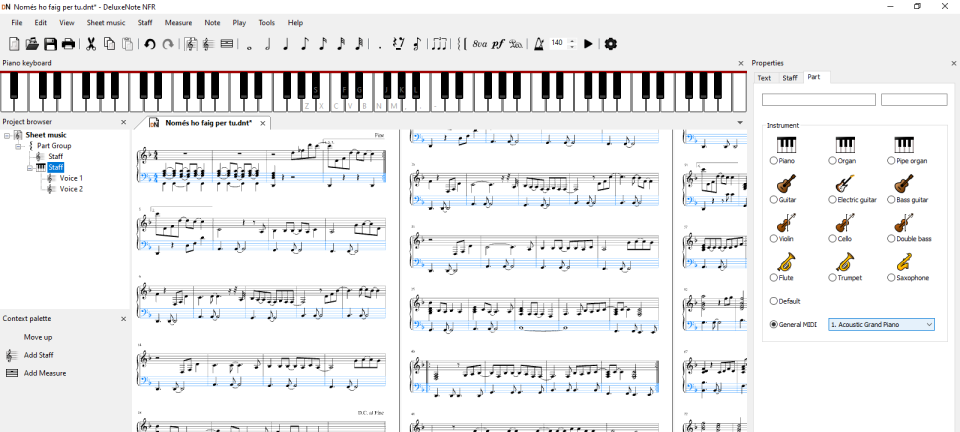 DN Només ho faig per tu.dnt* - DeluxeNote NFR
File Edit View Sheet music Staff Measure Note Play Tools Help
8va pf 140
Piano keyboard
S D G H J K L
Z X C V B N M , . -
Project browser
Sheet music
Part Group
Staff
Staff
Voice 1
Voice 2
Context palette
Move up
Add Staff
Add Measure
DN Només ho faig per tu.dnt*
Fine
D.C. al Fine
Properties
Text Staff Part
Instrument
Piano Organ Pipe organ
Guitar Electric guitar Bass guitar
Violin Cello Double bass
Flute Trumpet Saxophone
Default
General MIDI 1. Acoustic Grand Piano